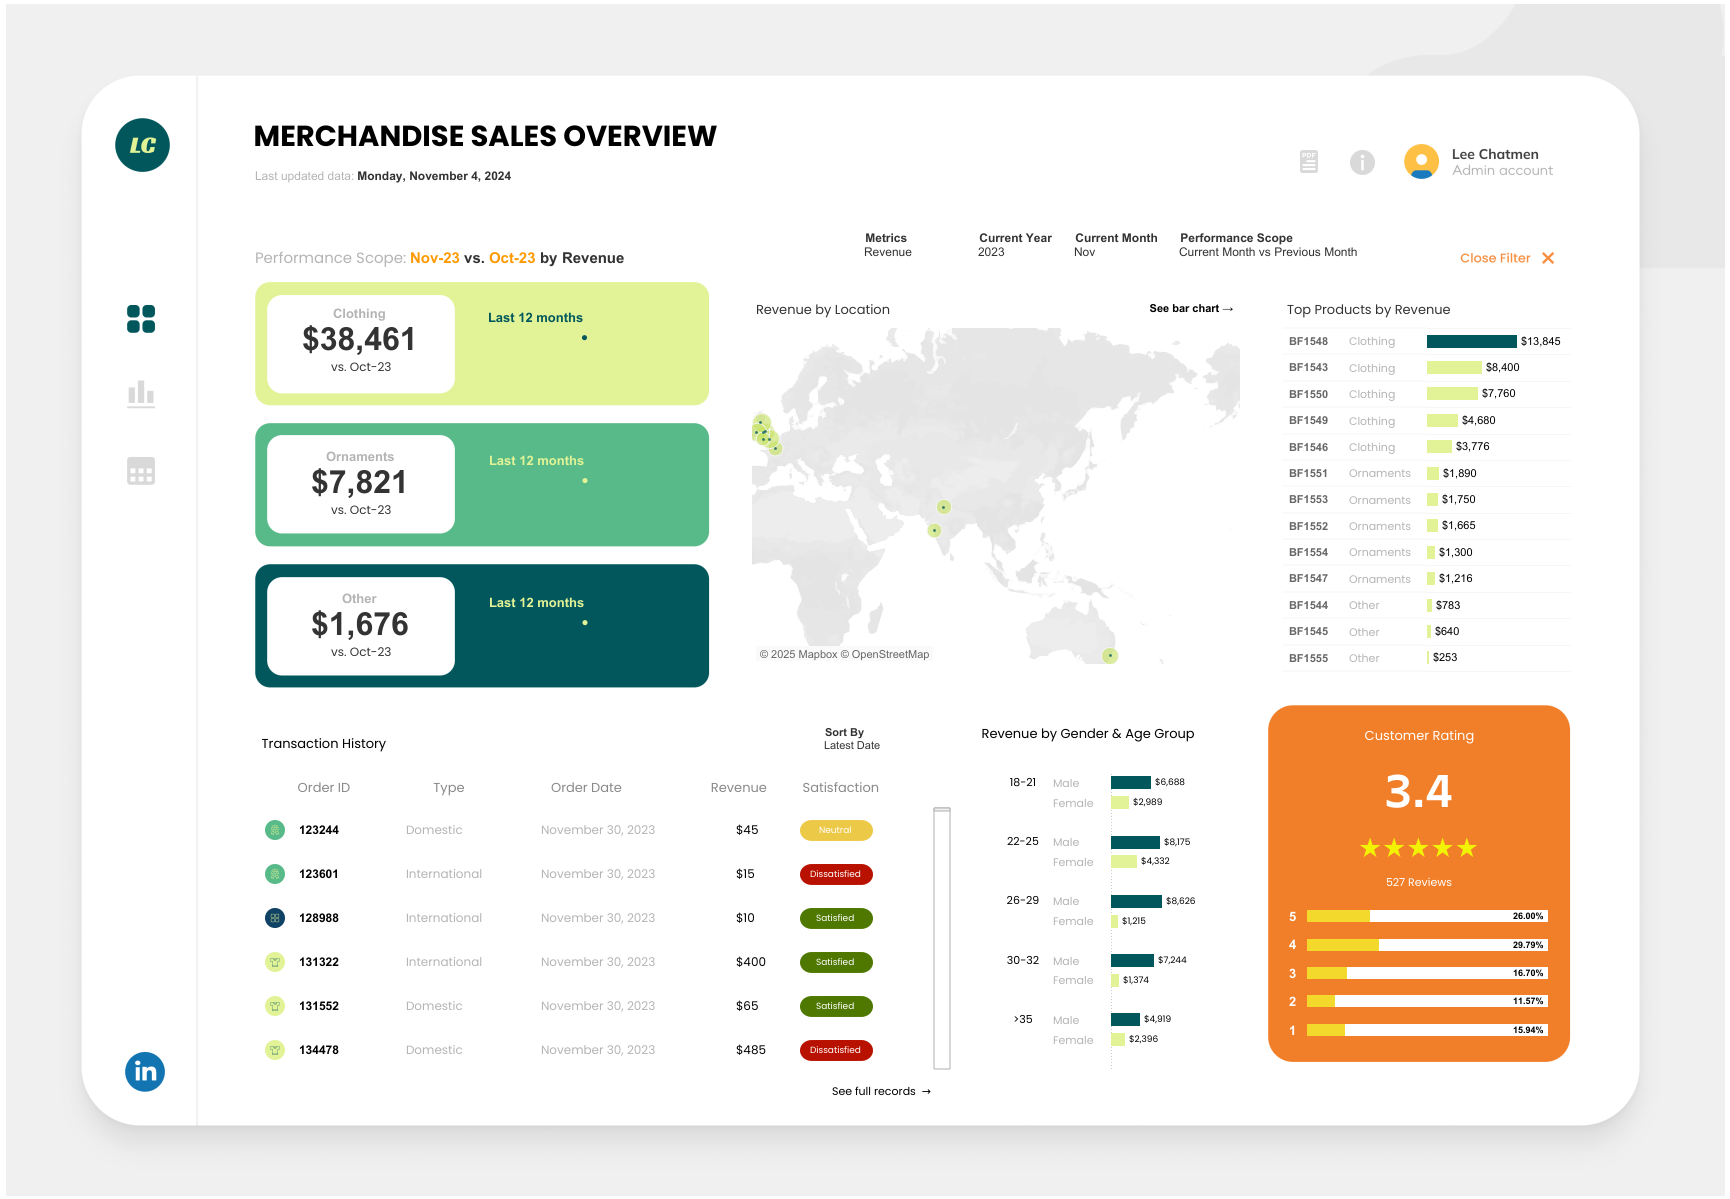 LC
MERCHANDISE SALES OVERVIEW
Last updated data: Monday, November 4, 2024
PDF
Lee Chatmen
Admin account
Performance Scope: Nov-23 vs. Oct-23 by Revenue
Metrics
Revenue
Current Year
2023
Current Month
Nov
Performance Scope
Current Month vs Previous Month
Close Filter ✕
Clothing
$38,461
vs. Oct-23
Last 12 months
Ornaments
$7,821
vs. Oct-23
Last 12 months
Other
$1,676
vs. Oct-23
Last 12 months
Revenue by Location
See bar chart →
© 2025 Mapbox © OpenStreetMap
Top Products by Revenue
BF1548 Clothing $13,845
BF1543 Clothing $8,400
BF1550 Clothing $7,760
BF1549 Clothing $4,680
BF1546 Clothing $3,776
BF1551 Ornaments $1,890
BF1553 Ornaments $1,750
BF1552 Ornaments $1,665
BF1554 Ornaments $1,300
BF1547 Ornaments $1,216
BF1544 Other $783
BF1545 Other $640
BF1555 Other $253
Transaction History
Sort By
Latest Date
Order ID Type Order Date Revenue Satisfaction
123244 Domestic November 30, 2023 $45 Neutral
123601 International November 30, 2023 $15 Dissatisfied
128988 International November 30, 2023 $10 Satisfied
131322 International November 30, 2023 $400 Satisfied
131552 Domestic November 30, 2023 $65 Satisfied
134478 Domestic November 30, 2023 $485 Dissatisfied
See full records →
Revenue by Gender & Age Group
18-21 Male $6,688
Female $2,989
22-25 Male $8,175
Female $4,332
26-29 Male $8,626
Female $1,215
30-32 Male $7,244
Female $1,374
>35 Male $4,919
Female $2,396
Customer Rating
3.4
★★★★★
527 Reviews
5 26.00%
4 29.79%
3 16.70%
2 11.57%
1 15.94%
in